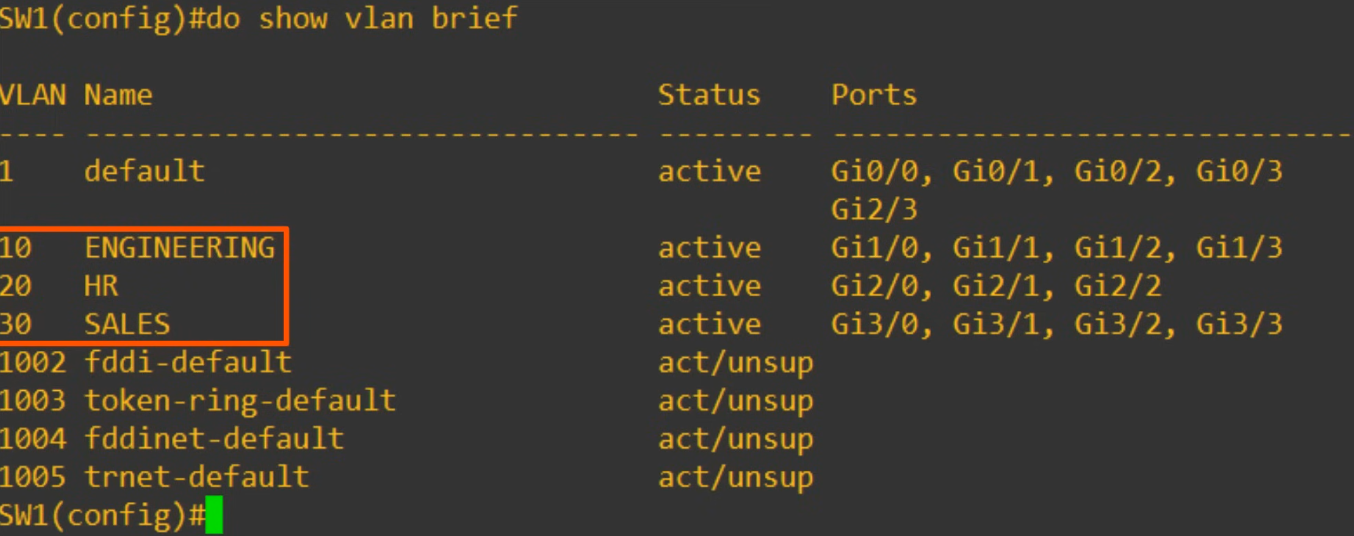 SW1(config)#do show vlan brief
VLAN Name                             Status    Ports
---- -------------------------------- --------- ------------------------------
1    default                          active    Gi0/0, Gi0/1, Gi0/2, Gi0/3
                                                Gi2/3
10   ENGINEERING                      active    Gi1/0, Gi1/1, Gi1/2, Gi1/3
20   HR                               active    Gi2/0, Gi2/1, Gi2/2
30   SALES                            active    Gi3/0, Gi3/1, Gi3/2, Gi3/3
1002 fddi-default                     act/unsup
1003 token-ring-default               act/unsup
1004 fddinet-default                  act/unsup
1005 trnet-default                    act/unsup
SW1(config)#